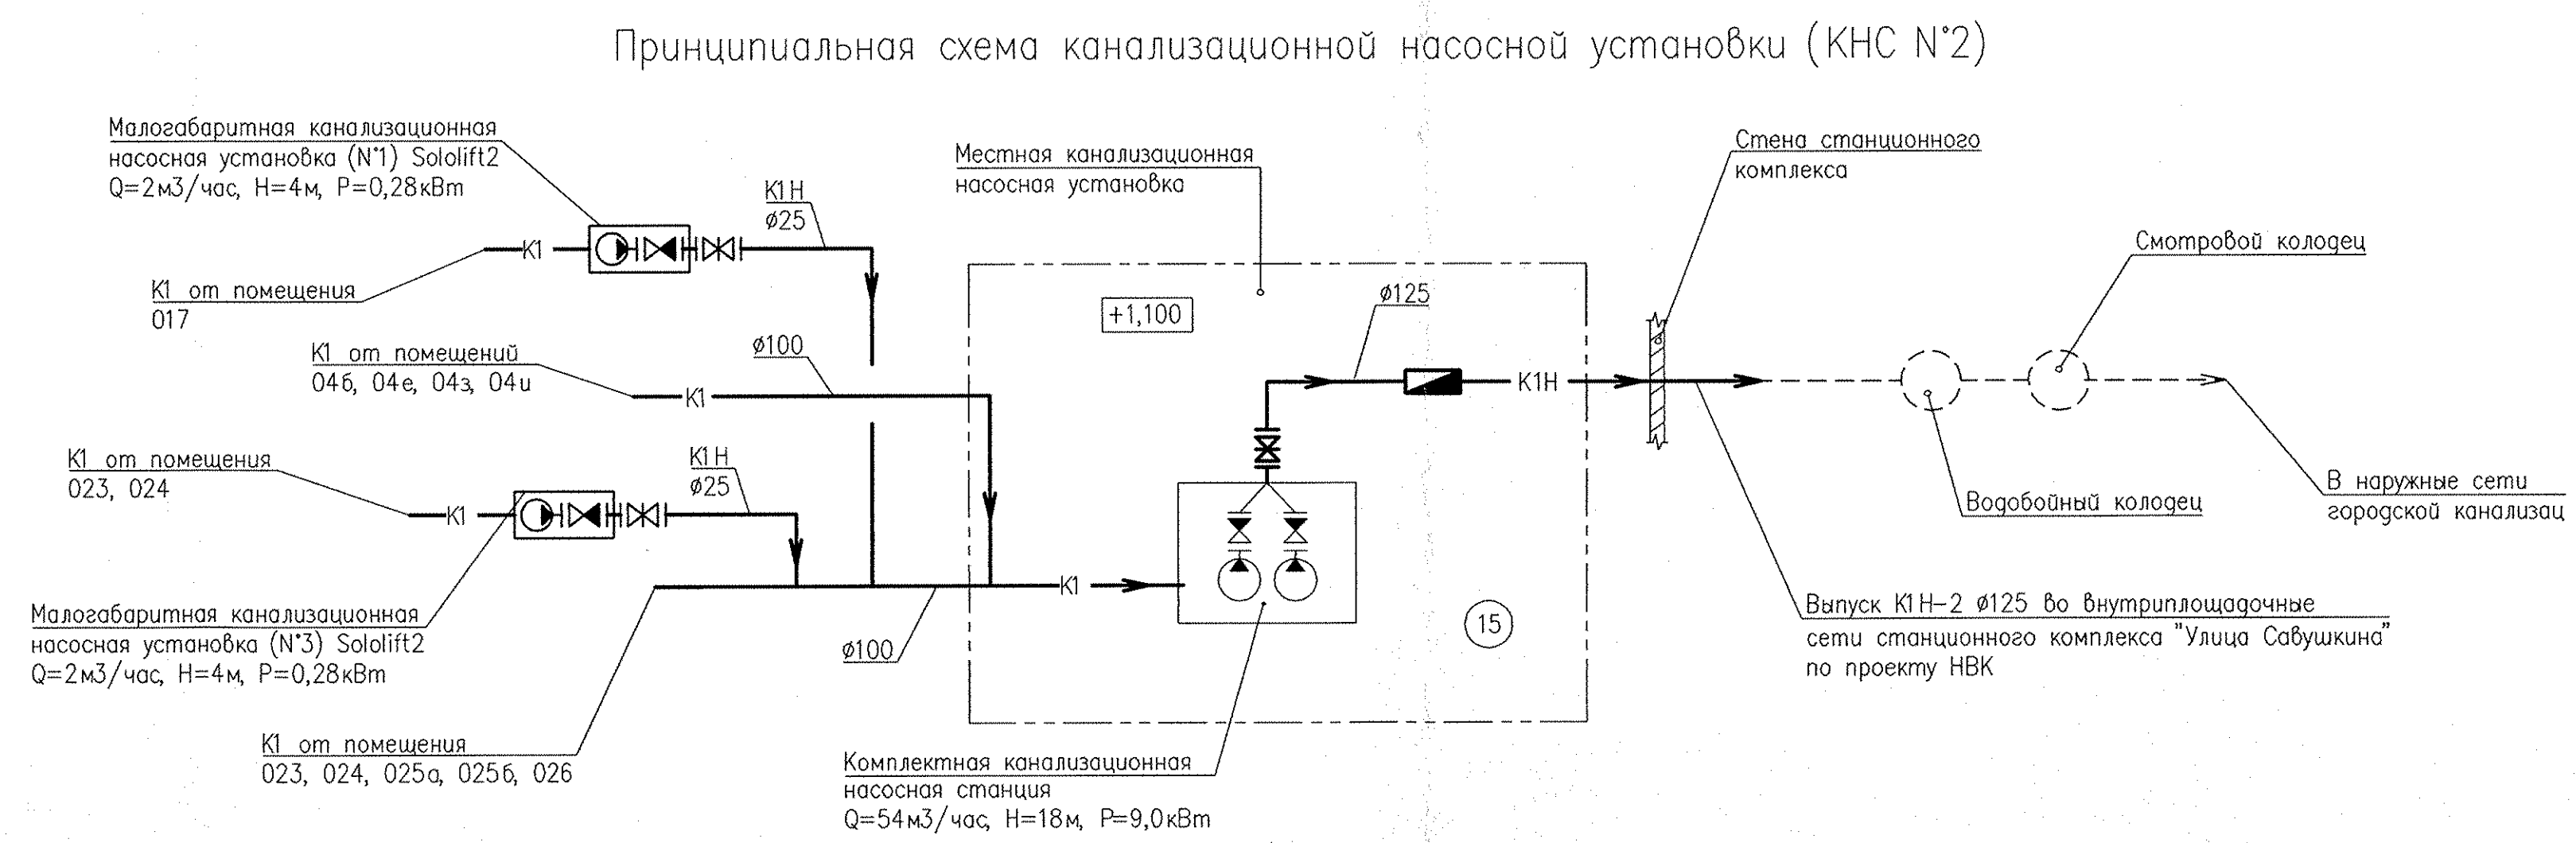 Принципиальная схема канализационной насосной установки (КНС N°2)
Малогабаритная канализационная
насосная установка (N°1) Sololift2
Q=2м3/час, H=4м, P=0,28кВт
К1Н
ø25
К1
К1 от помещения
017
К1 от помещений
04б, 04е, 04з, 04и
ø100
К1
К1 от помещения
023, 024
К1
К1Н
ø25
Малогабаритная канализационная
насосная установка (N°3) Sololift2
Q=2м3/час, H=4м, P=0,28кВт
К1 от помещения
023, 024, 025а, 025б, 026
ø100
К1
Местная канализационная
насосная установка
+1,100
ø125
К1Н
15
Комплектная канализационная
насосная станция
Q=54м3/час, H=18м, P=9,0кВт
Стена станционного
комплекса
Смотровой колодец
Водобойный колодец
В наружные сети
городской канализац
Выпуск К1Н-2 ø125 во внутриплощадочные
сети станционного комплекса "Улица Савушкина"
по проекту НВК